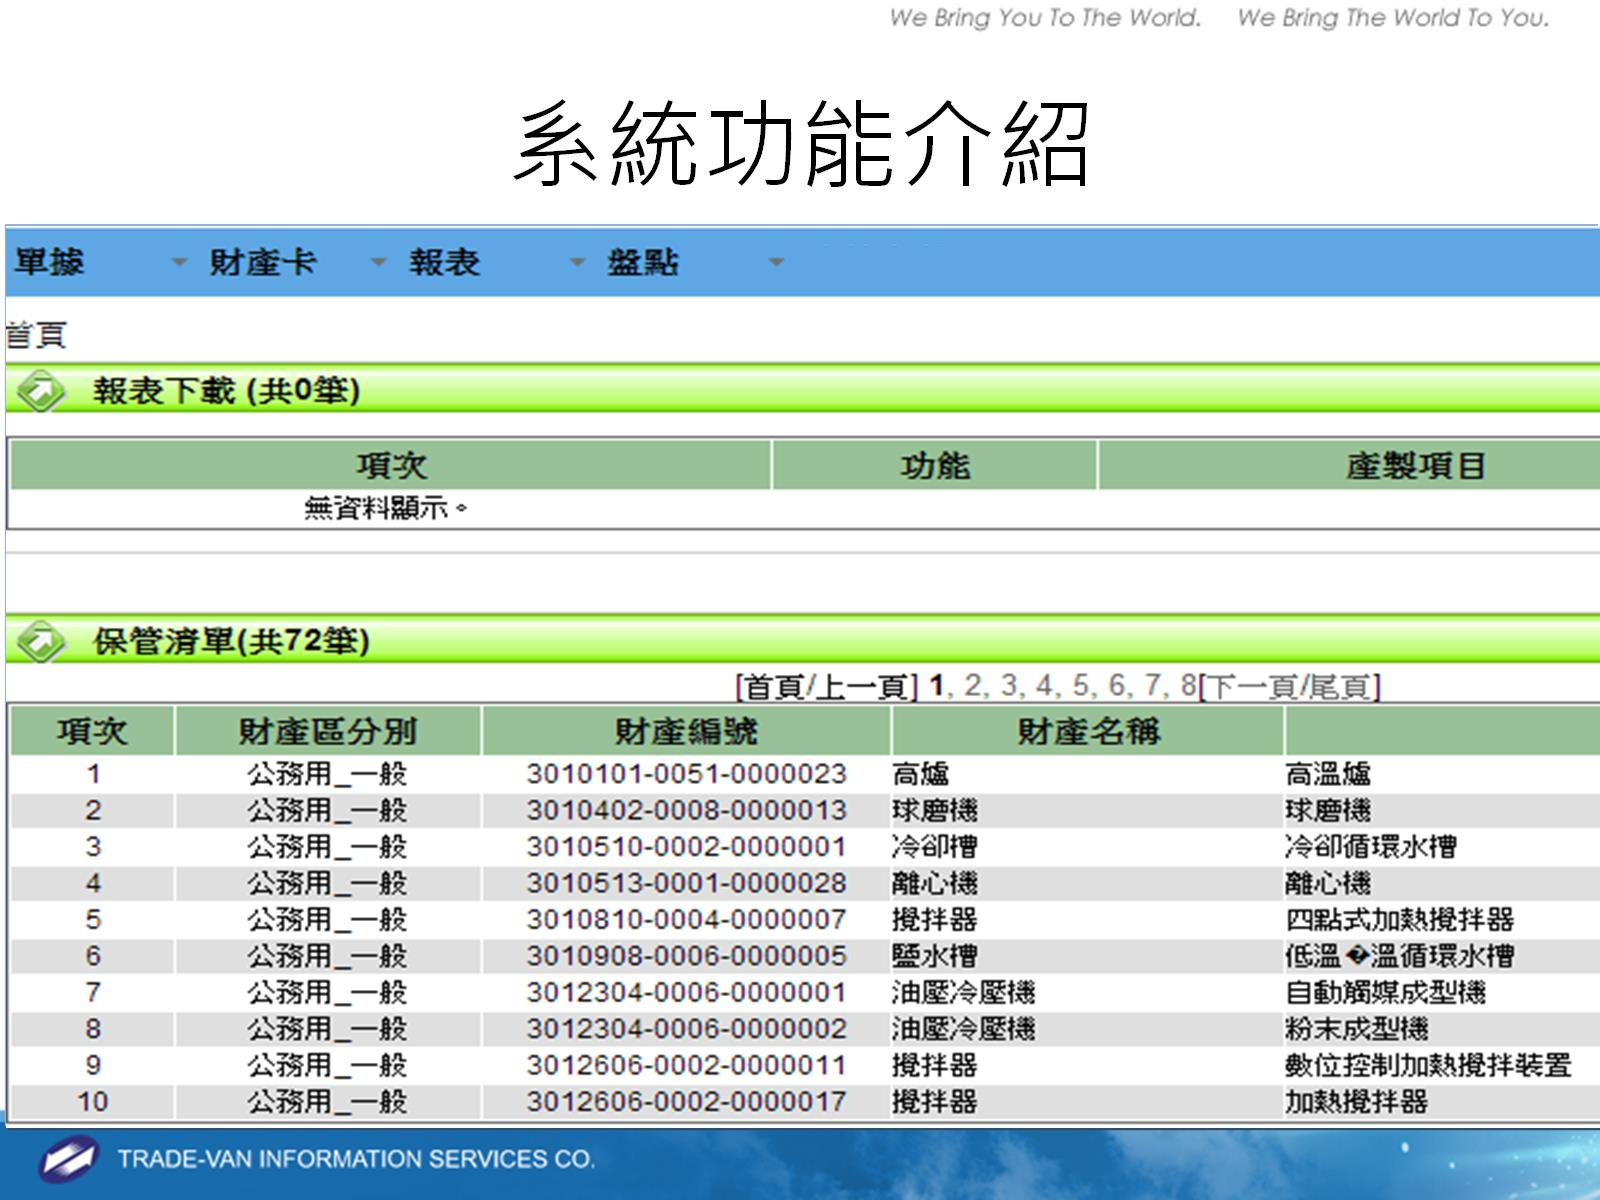 We Bring You To The World. We Bring The World To You.
系統功能介紹
單據 財產卡 報表 盤點
首頁
報表下載 (共0筆)
項次 功能 產製項目
無資料顯示。
保管清單(共72筆)
[首頁/上一頁] 1, 2, 3, 4, 5, 6, 7, 8[下一頁/尾頁]
項次 財產區分別 財產編號 財產名稱
1 公務用_一般 3010101-0051-0000023 高爐 高溫爐
2 公務用_一般 3010402-0008-0000013 球磨機 球磨機
3 公務用_一般 3010510-0002-0000001 冷卻槽 冷卻循環水槽
4 公務用_一般 3010513-0001-0000028 離心機 離心機
5 公務用_一般 3010810-0004-0000007 攪拌器 四點式加熱攪拌器
6 公務用_一般 3010908-0006-0000005 鹽水槽 低溫�溫循環水槽
7 公務用_一般 3012304-0006-0000001 油壓冷壓機 自動觸媒成型機
8 公務用_一般 3012304-0006-0000002 油壓冷壓機 粉末成型機
9 公務用_一般 3012606-0002-0000011 攪拌器 數位控制加熱攪拌裝置
10 公務用_一般 3012606-0002-0000017 攪拌器 加熱攪拌器
TRADE-VAN INFORMATION SERVICES CO.